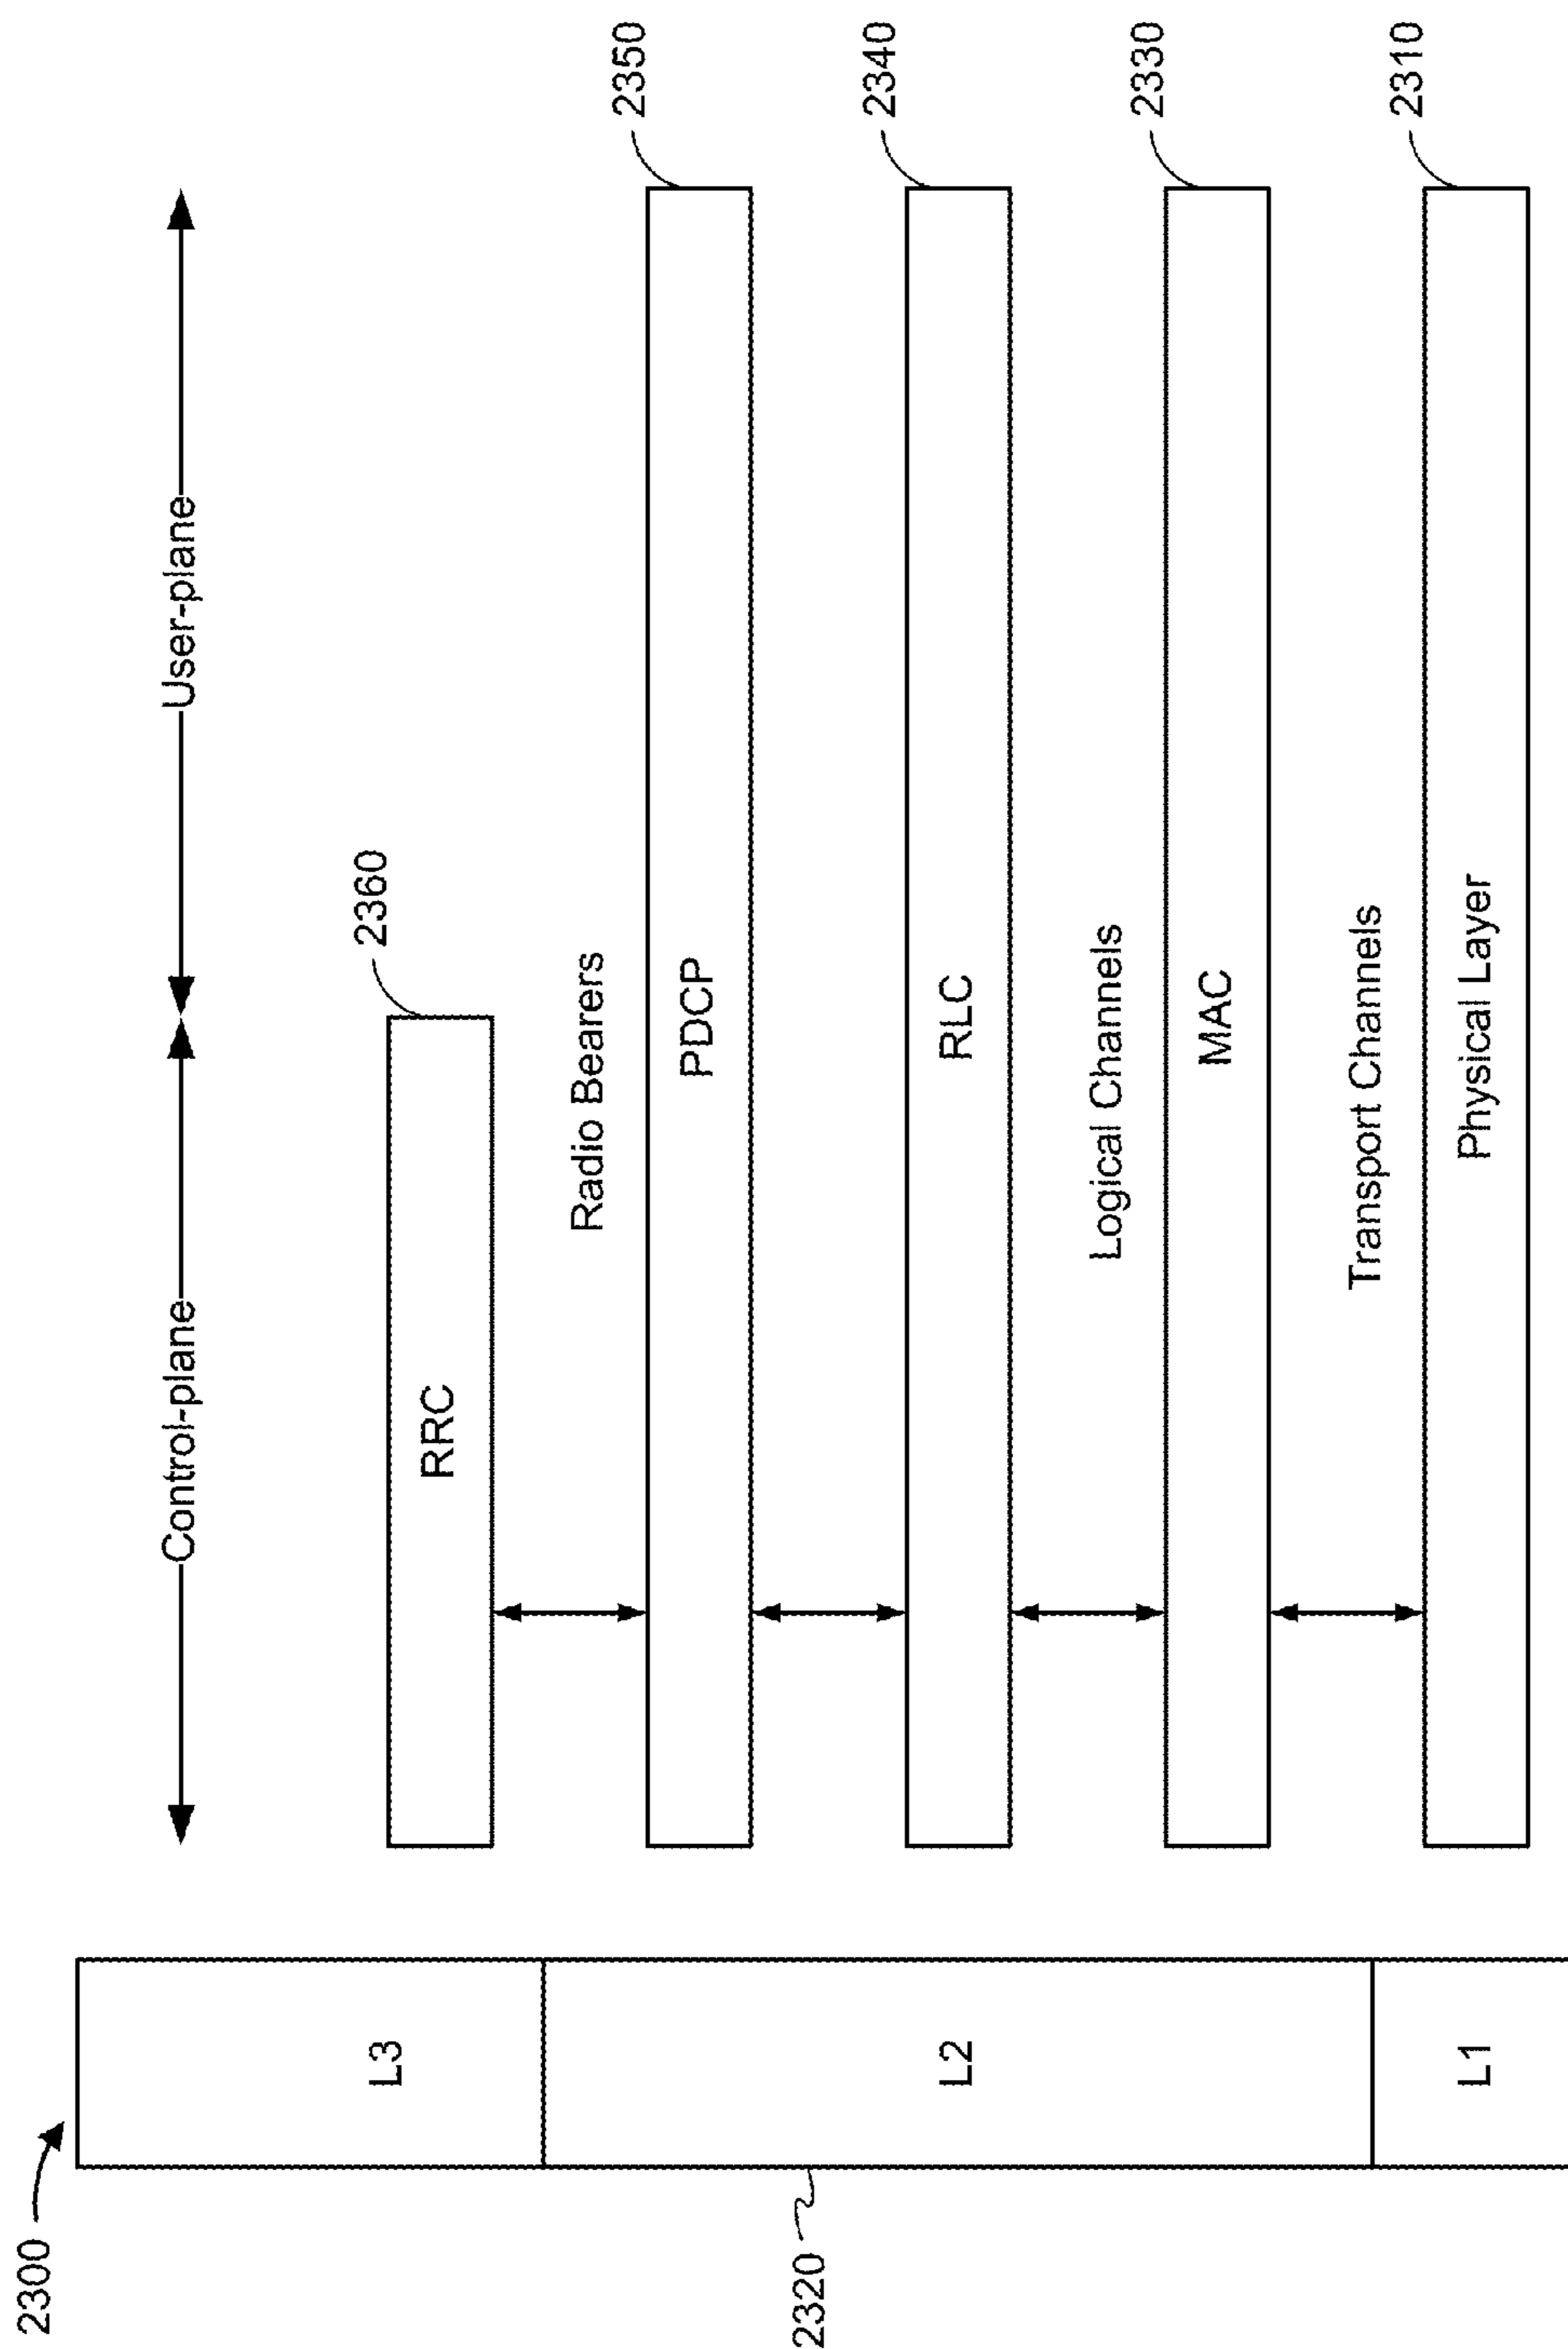 2300
Control-plane
User-plane
L3
RRC
2360
Radio Bearers
2320
L2
PDCP
2350
RLC
2340
Logical Channels
MAC
2330
Transport Channels
L1
Physical Layer
2310